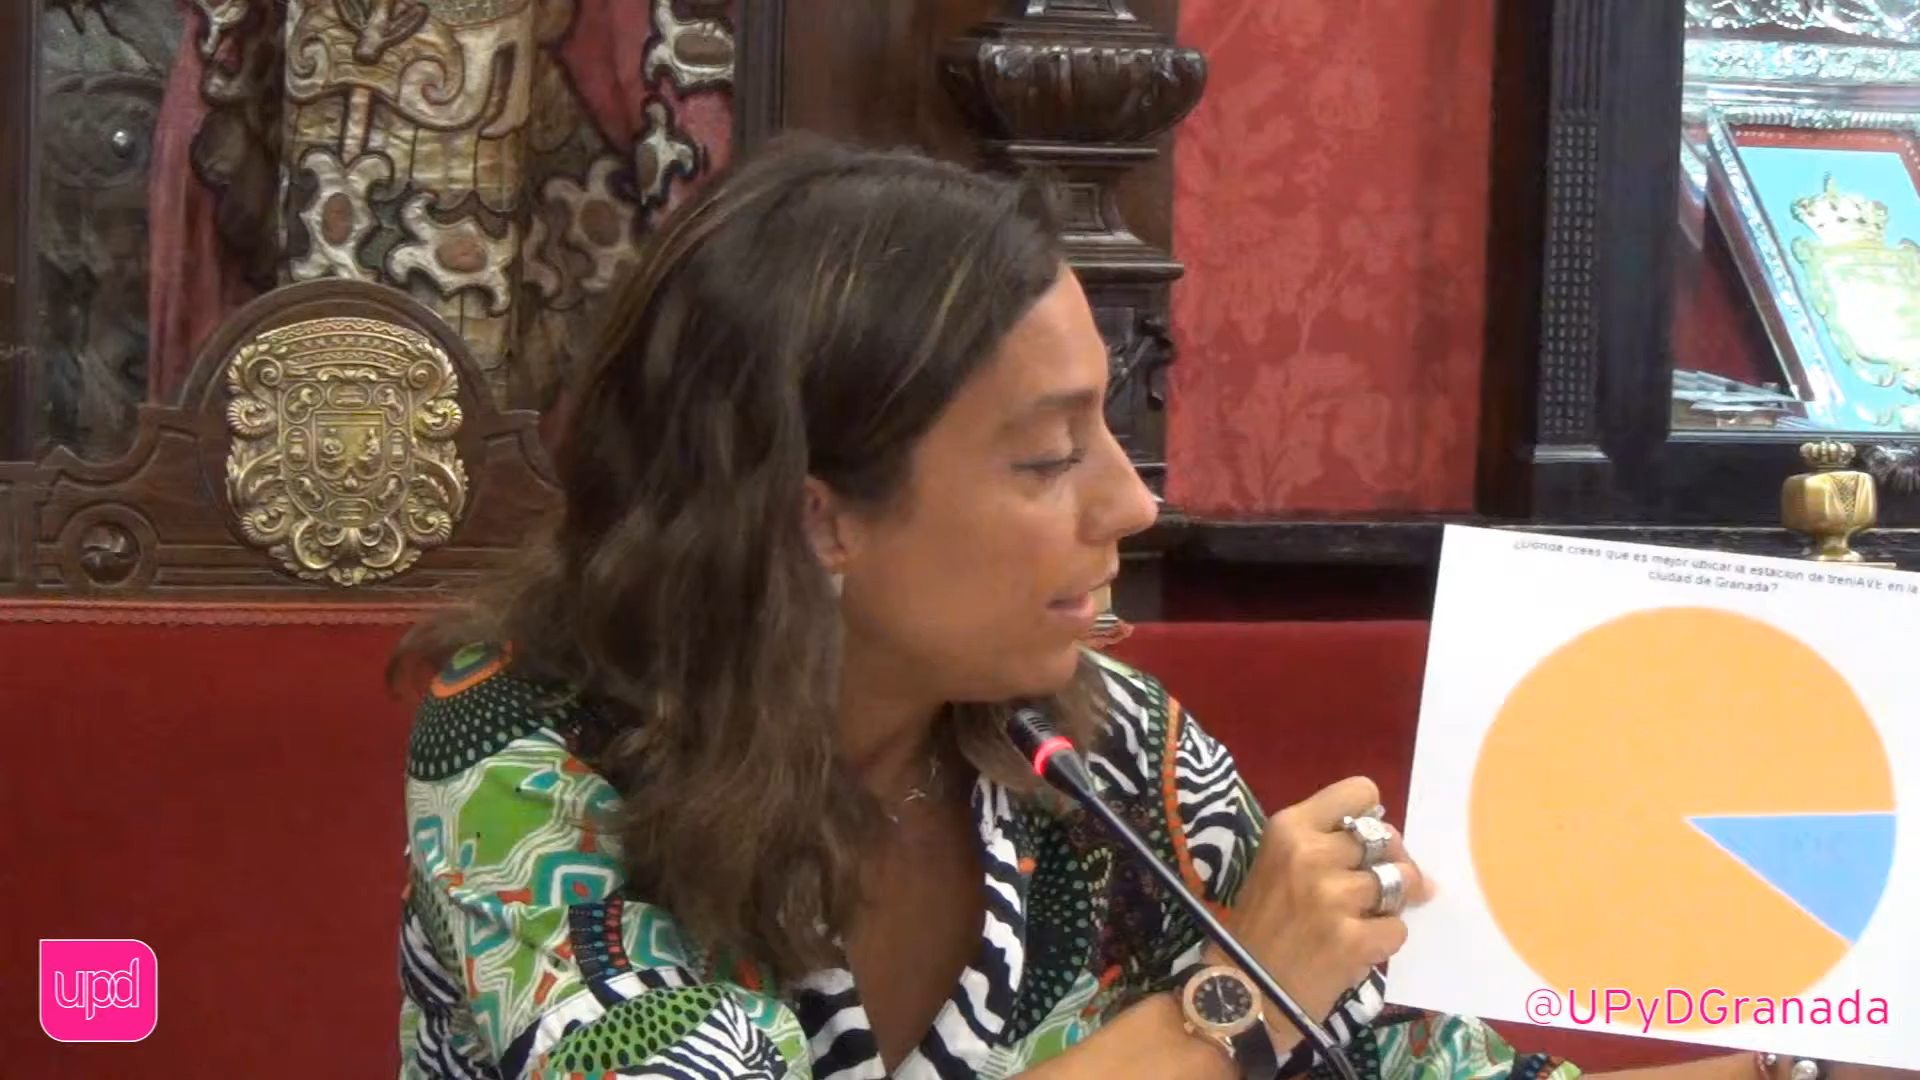 ¿Dónde crees que es mejor ubicar la estación de tren/AVE en la
ciudad de Granada?
upd
@UPyDGranada